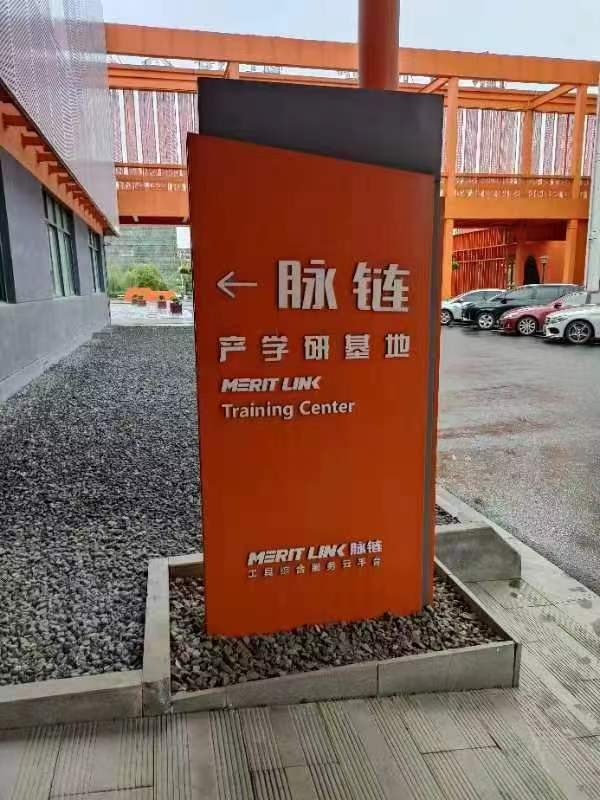 ← 脉链
产学研基地
MERIT LINK
Training Center
MERIT LINK 脉链
工具综合服务云平台